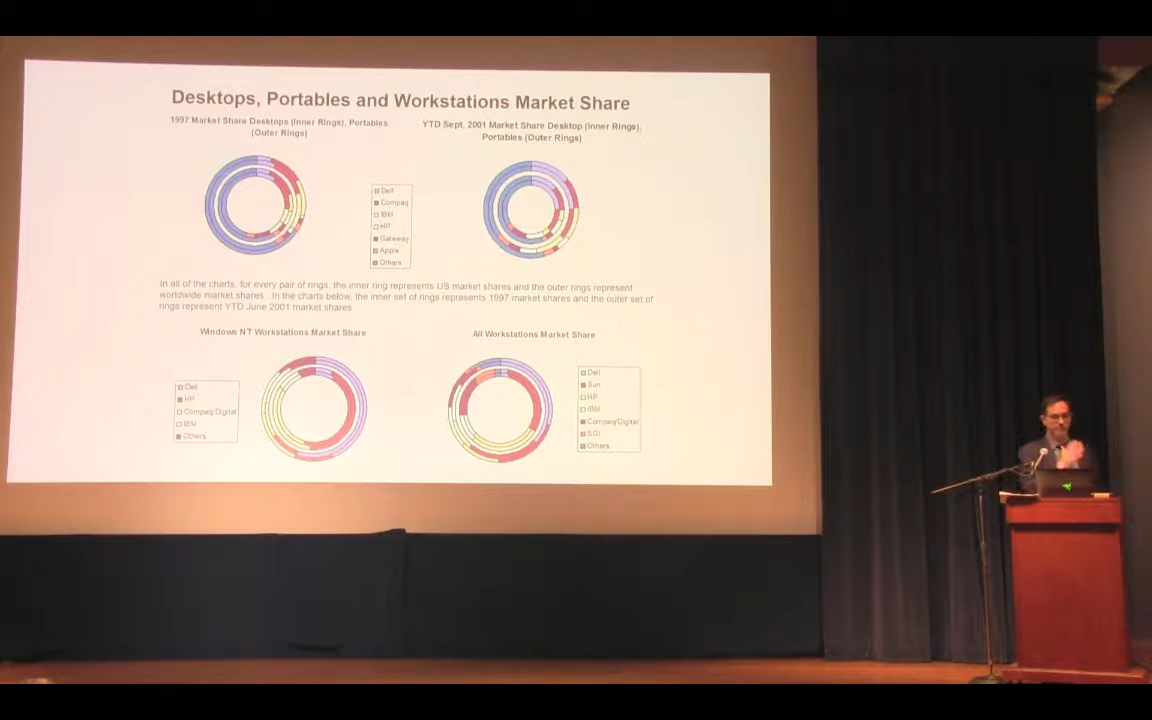 Desktops, Portables and Workstations Market Share
1997 Market Share Desktops (Inner Rings), Portables
(Outer Rings)
YTD Sept. 2001 Market Share Desktop (Inner Rings),
Portables (Outer Rings)
Dell
Compaq
IBM
HP
Gateway
Apple
Others
In all of the charts, for every pair of rings, the inner ring represents US market shares and the outer rings represent
worldwide market shares. In the charts below, the inner set of rings represents 1997 market shares and the outer set of
rings represent YTD June 2001 market shares
Windows NT Workstations Market Share
Dell
HP
Compaq/Digital
IBM
Others
All Workstations Market Share
Dell
Sun
HP
IBM
Compaq/Digital
SGI
Others